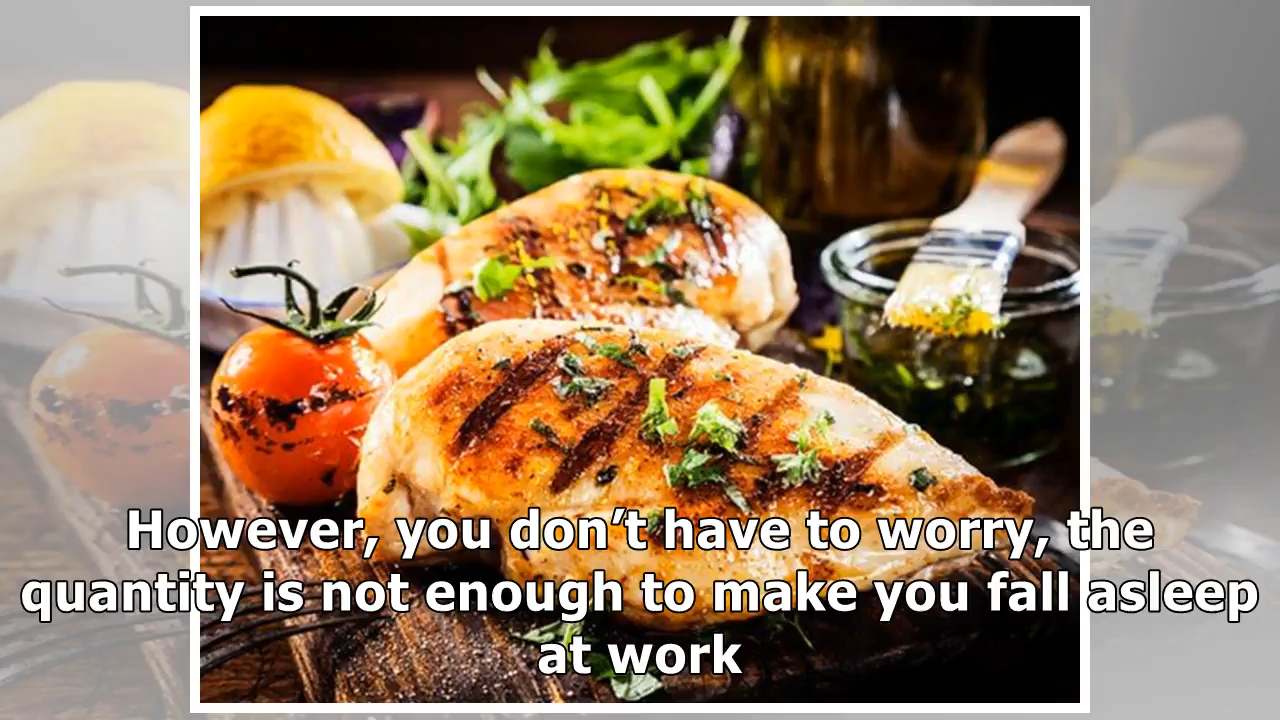 However, you don’t have to worry, the
quantity is not enough to make you fall asleep
at work